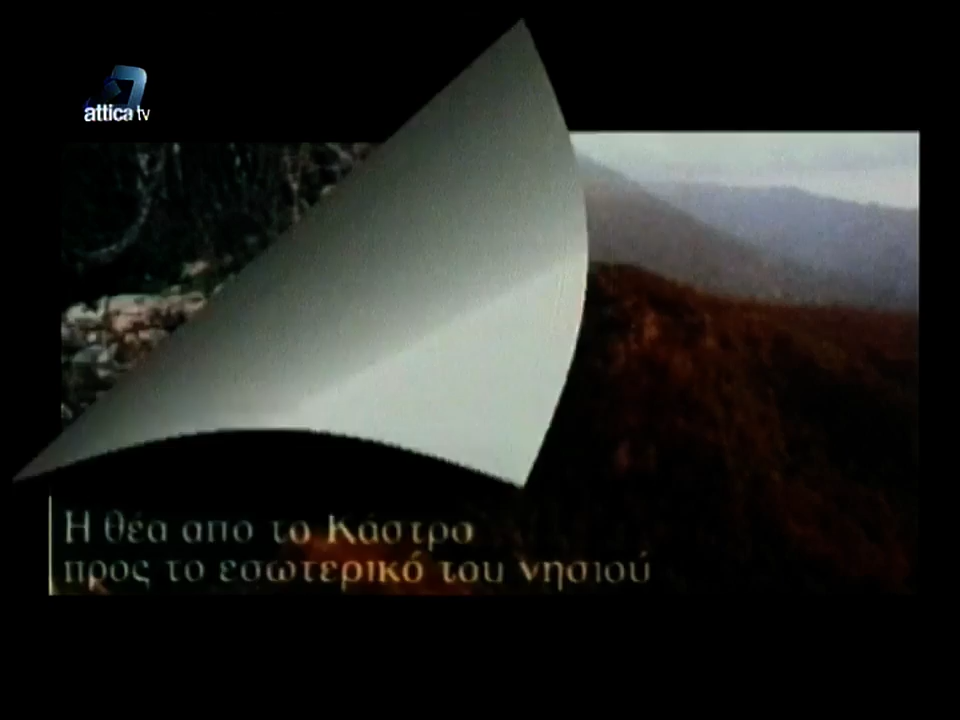 attica tv
Η θέα απο το Κάστρο
προς το εσωτερικό του νησιού